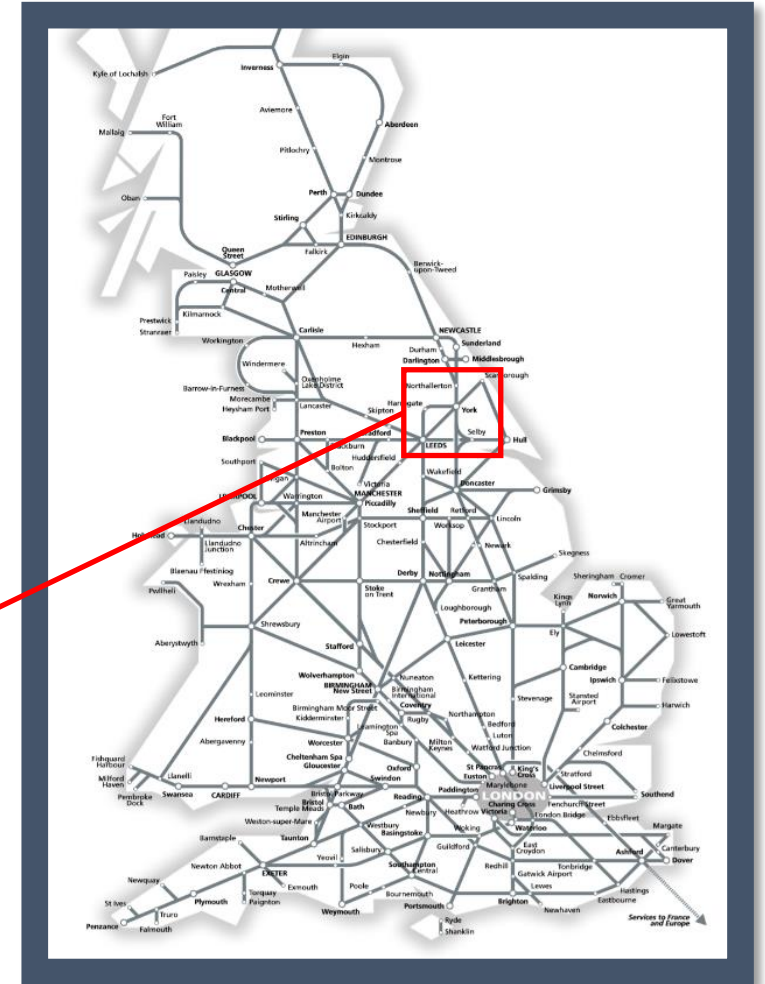 Elgin
Inverness
Kyle of Lochalsh
Aviemore
Fort
William
Aberdeen
Mallaig
Pitlochry
Montrose
Perth
Dundee
Oban
Stirling
Kirkcaldy
EDINBURGH
Queen
Street
Falkirk
Berwick-
upon-Tweed
Paisley
GLASGOW
Central
Motherwell
Kilmarnock
Prestwick
Stranraer
Carlisle
NEWCASTLE
Workington
Hexham
Sunderland
Durham
Darlington
Middlesbrough
Windermere
Oxenholme
Lake District
Northallerton
Barrow-in-Furness
Morecambe
Heysham Port
Lancaster
Skipton
York
Preston
Selby
Blackpool
LEEDS
Hull
Huddersfield
Southport
Bolton
Wakefield
Victoria
Doncaster
MANCHESTER
Piccadilly
Grimsby
Warrington
Manchester
Airport
Stockport
Sheffield
Retford
Lincoln
Worksop
Llandudno
Llandudno
Junction
Chester
Altrincham
Chesterfield
Newark
Skegness
Blaenau Ffestiniog
Wrexham
Crewe
Stoke
on Trent
Derby
Nottingham
Grantham
Spalding
Sheringham
Cromer
Pwllheli
Kings
Lynn
Norwich
Great
Yarmouth
Loughborough
Peterborough
Ely
Aberystwyth
Shrewsbury
Stafford
Leicester
Lowestoft
Wolverhampton
BIRMINGHAM
New Street
Nuneaton
Birmingham
International
Kettering
Cambridge
Ipswich
Felixstowe
Leominster
Birmingham Moor Street
Coventry
Stevenage
Stansted
Airport
Harwich
Kidderminster
Rugby
Northampton
Hereford
Leamington
Spa
Bedford
Colchester
Abergavenny
Worcester
Banbury
Milton
Keynes
Luton
Watford Junction
Cheltenham Spa
Gloucester
Chelmsford
Fishguard
Harbour
Oxford
St Pancras
Euston
King's
Cross
Stratford
Milford
Haven
Llanelli
Newport
Swindon
Marylebone
Liverpool Street
Pembroke
Dock
Swansea
CARDIFF
Bristol Parkway
Paddington
LONDON
Southend
Bristol
Temple Meads
Bath
Reading
Newbury
Heathrow
Victoria
Charing Cross
Fenchurch Street
London Bridge
Ebbsfleet
Weston-super-Mare
Westbury
Basingstoke
Woking
Waterloo
Margate
Barnstaple
Taunton
Salisbury
Guildford
East
Croydon
Canterbury
Ashford
Dover
Newton Abbot
Yeovil
EXETER
Southampton
Central
Redhill
Gatwick Airport
Tonbridge
Newquay
Exmouth
Poole
Bournemouth
Lewes
Hastings
Eastbourne
St Ives
Plymouth
Torquay
Paignton
Weymouth
Portsmouth
Brighton
Newhaven
Truro
Penzance
Falmouth
Ryde
Shanklin
Services to France
and Europe